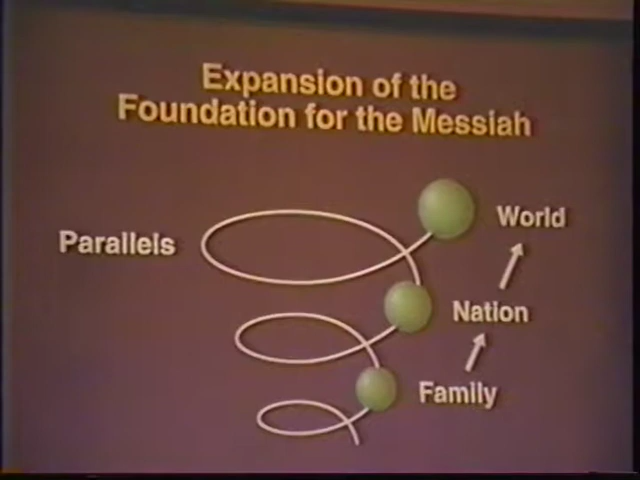 Expansion of the
Foundation for the Messiah
Parallels
World
Nation
Family